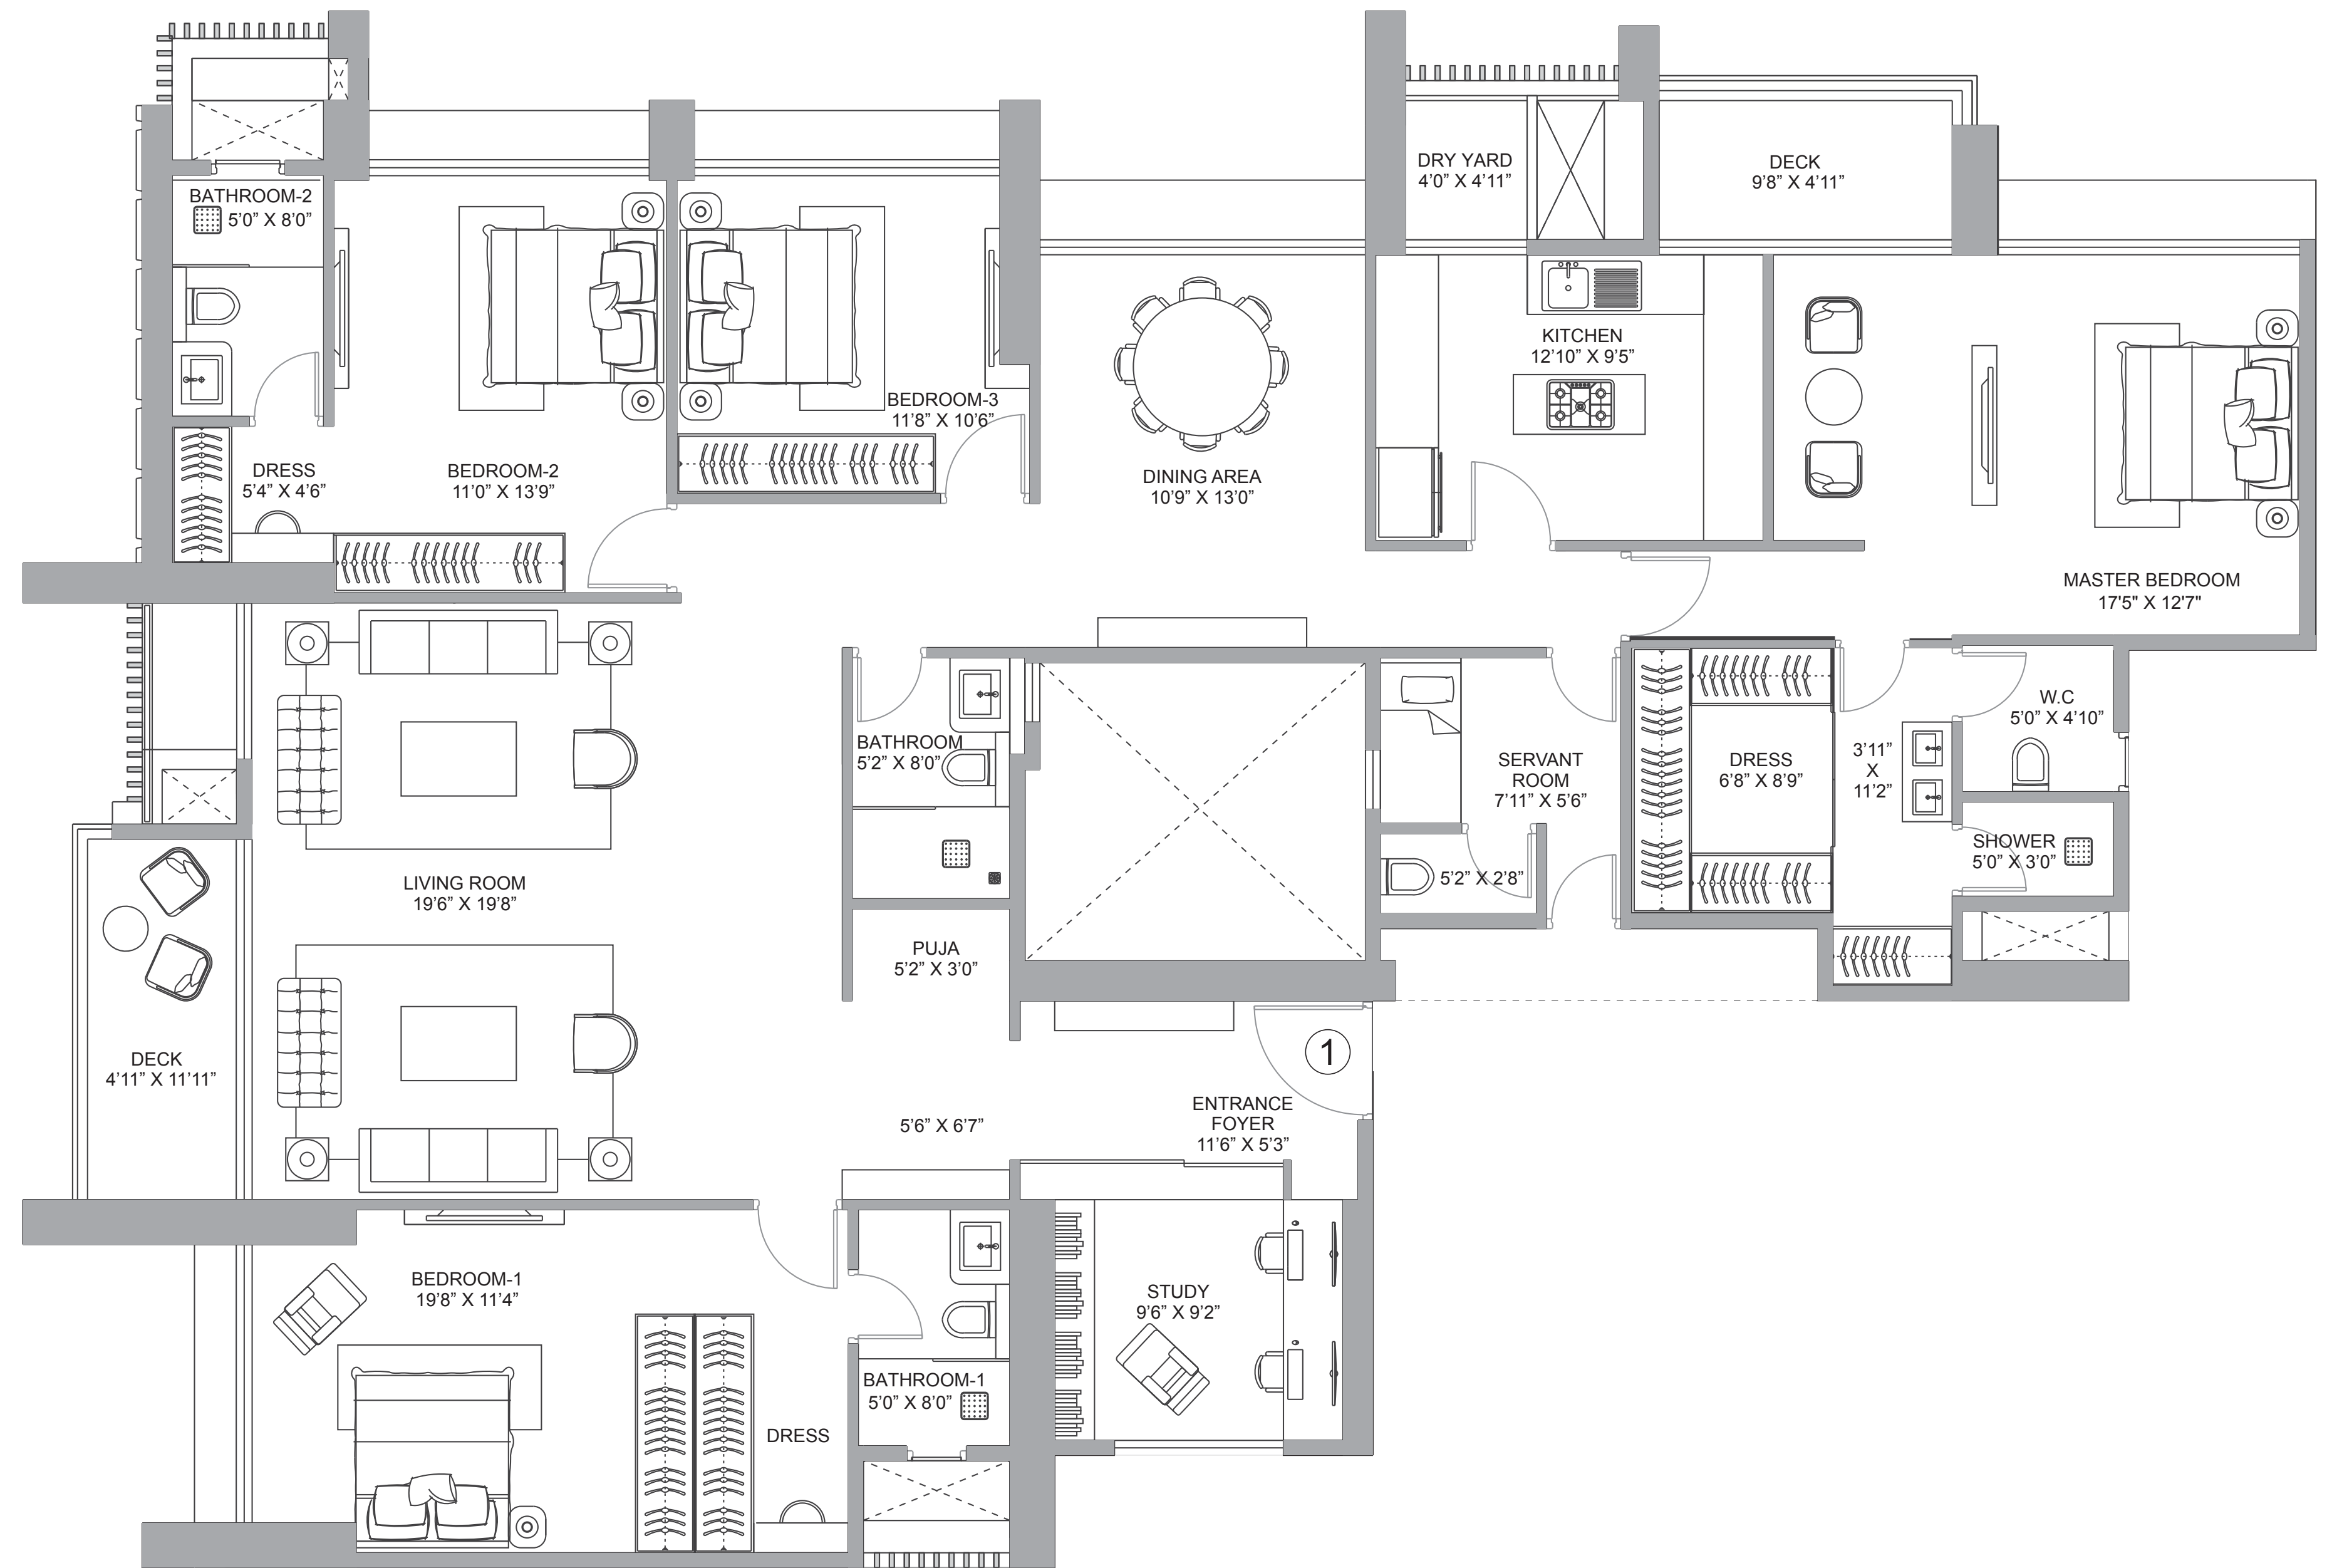 BATHROOM-2
5’0” X 8’0”
DRY YARD
4’0” X 4’11”
DECK
9’8” X 4’11”
KITCHEN
12’10” X 9’5”
BEDROOM-3
11’8” X 10’6”
DRESS
5’4” X 4’6”
BEDROOM-2
11’0” X 13’9”
DINING AREA
10’9” X 13’0”
MASTER BEDROOM
17'5" X 12'7"
BATHROOM
5’2” X 8’0”
SERVANT
ROOM
7’11” X 5’6”
DRESS
6’8” X 8’9”
3’11”
X
11’2”
W.C
5’0” X 4’10”
SHOWER
5’0” X 3’0”
5’2” X 2’8”
LIVING ROOM
19’6” X 19’8”
PUJA
5’2” X 3’0”
DECK
4’11” X 11’11”
1
5’6” X 6’7”
ENTRANCE
FOYER
11’6” X 5’3”
BEDROOM-1
19’8” X 11’4”
STUDY
9’6” X 9’2”
BATHROOM-1
5’0” X 8’0”
DRESS